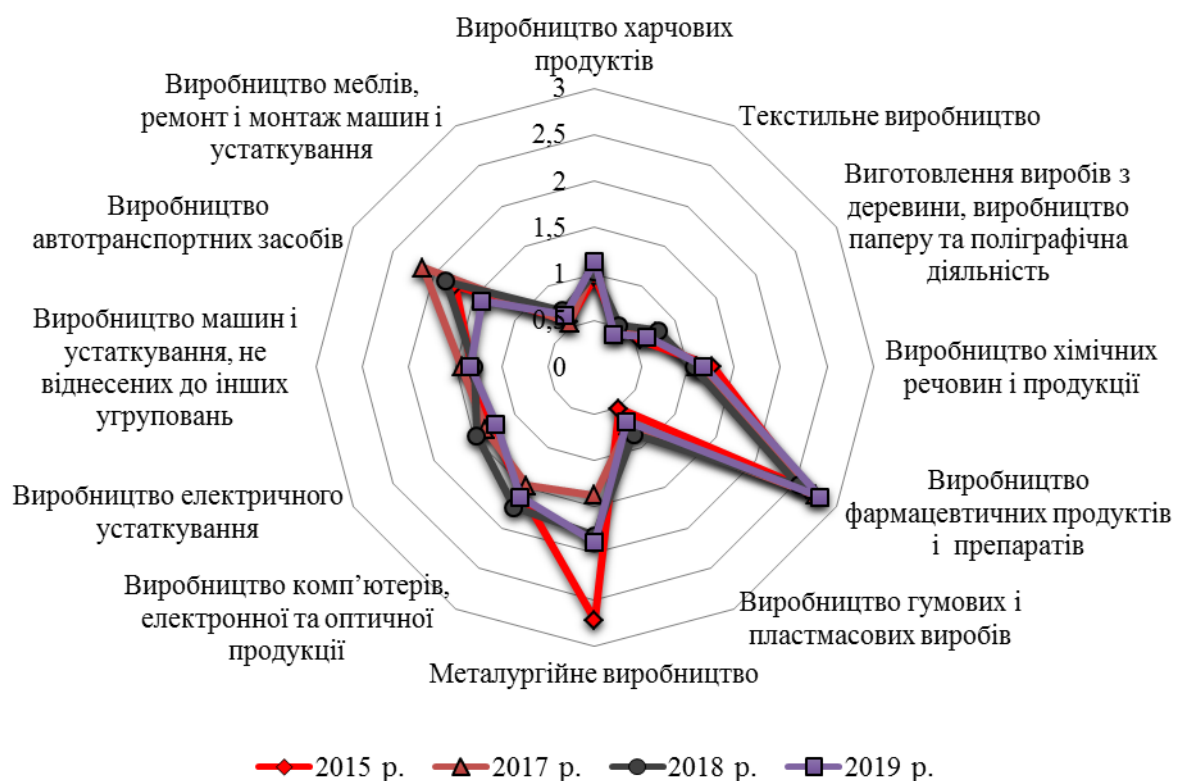 Виробництво харчових
продуктів
Текстильне виробництво
Виготовлення виробів з
деревини, виробництво
паперу та поліграфічна
діяльність
Виробництво хімічних
речовин і продукції
Виробництво
фармацевтичних продуктів
і препаратів
Виробництво гумових і
пластмасових виробів
Металургійне виробництво
Виробництво комп’ютерів,
електронної та оптичної
продукції
Виробництво електричного
устаткування
Виробництво машин і
устаткування, не
віднесених до інших
угруповань
Виробництво
автотранспортних засобів
Виробництво меблів,
ремонт і монтаж машин і
устаткування
3
2,5
2
1,5
1
0,5
0
2015 р.
2017 р.
2018 р.
2019 р.